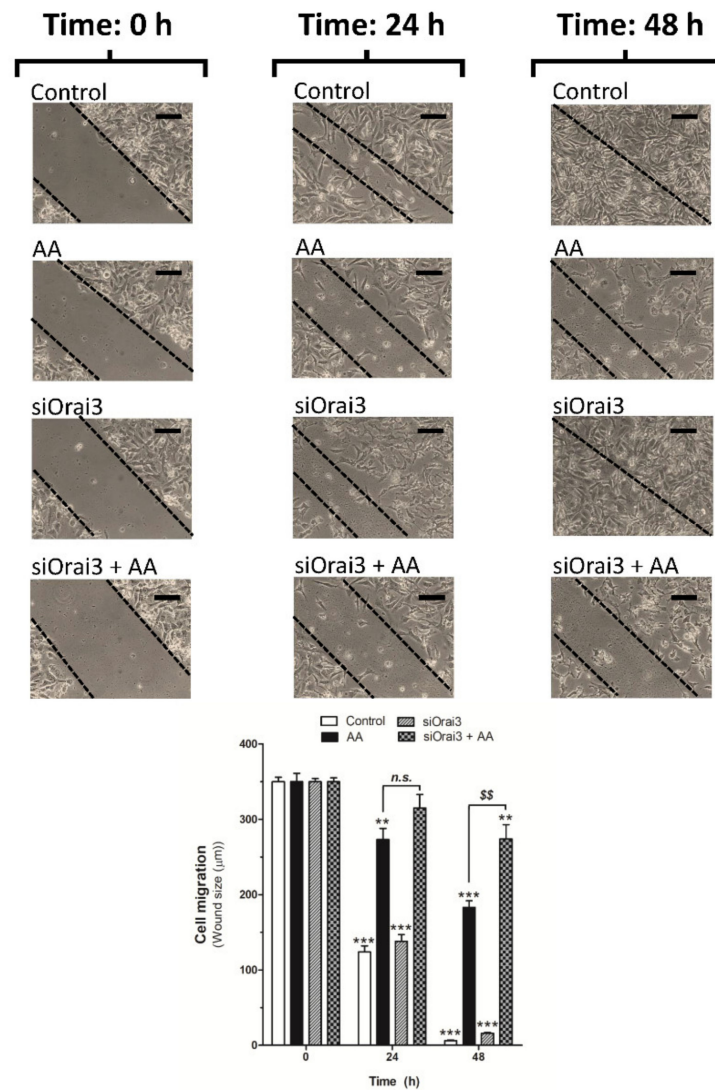 Time: 0 h Time: 24 h Time: 48 h
Control Control Control
AA AA AA
siOrai3 siOrai3 siOrai3
siOrai3 + AA siOrai3 + AA siOrai3 + AA
Control siOrai3
AA siOrai3 + AA
400
300
200
100
0
Cell migration
(Wound size (μm))
n.s.
$$
** **
***
*** ***
*** ***
0 24 48
Time (h)